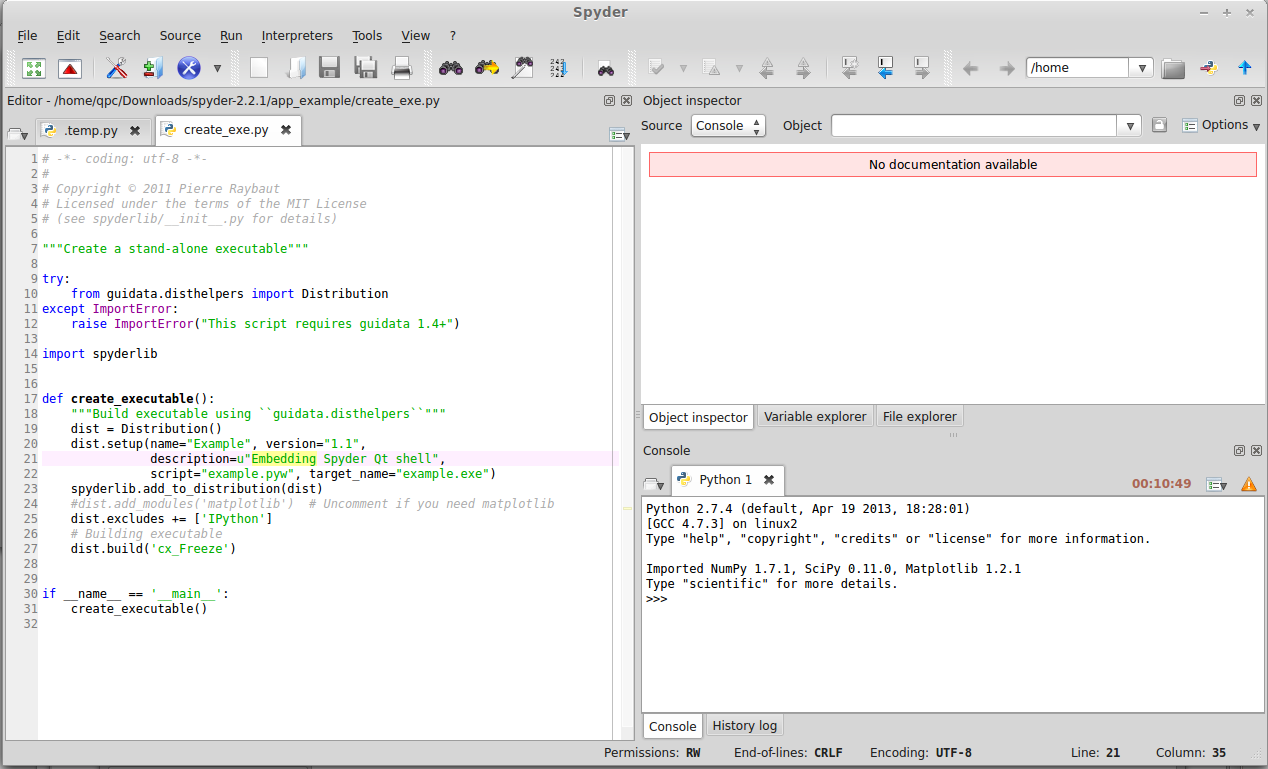 Spyder
File Edit Search Source Run Interpreters Tools View ?
/home
Editor - /home/qpc/Downloads/spyder-2.2.1/app_example/create_exe.py
.temp.py
create_exe.py
1 # -*- coding: utf-8 -*-
2 #
3 # Copyright © 2011 Pierre Raybaut
4 # Licensed under the terms of the MIT License
5 # (see spyderlib/__init__.py for details)
6
7 """Create a stand-alone executable"""
8
9 try:
10     from guidata.disthelpers import Distribution
11 except ImportError:
12     raise ImportError("This script requires guidata 1.4+")
13
14 import spyderlib
15
16
17 def create_executable():
18     """Build executable using ``guidata.disthelpers``"""
19     dist = Distribution()
20     dist.setup(name="Example", version="1.1",
21                description=u"Embedding Spyder Qt shell",
22                script="example.pyw", target_name="example.exe")
23     spyderlib.add_to_distribution(dist)
24     #dist.add_modules('matplotlib')  # Uncomment if you need matplotlib
25     dist.excludes += ['IPython']
26     # Building executable
27     dist.build('cx_Freeze')
28
29
30 if __name__ == '__main__':
31     create_executable()
32
Object inspector
Source Console Object Options
No documentation available
Object inspector Variable explorer File explorer
Console
Python 1
00:10:49
Python 2.7.4 (default, Apr 19 2013, 18:28:01)
[GCC 4.7.3] on linux2
Type "help", "copyright", "credits" or "license" for more information.
Imported NumPy 1.7.1, SciPy 0.11.0, Matplotlib 1.2.1
Type "scientific" for more details.
>>>
Console History log
Permissions: RW End-of-lines: CRLF Encoding: UTF-8 Line: 21 Column: 35